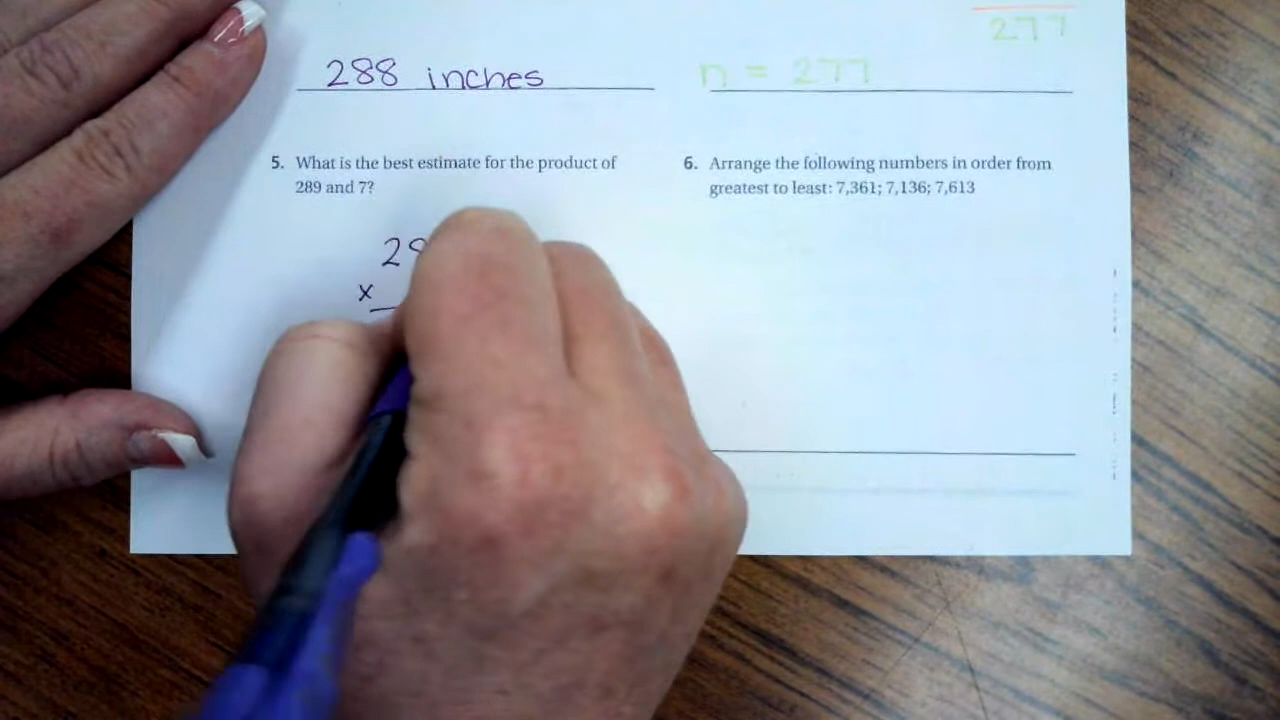 277
288 inches
n = 277
5. What is the best estimate for the product of
289 and 7?
6. Arrange the following numbers in order from
greatest to least: 7,361; 7,136; 7,613
2
x